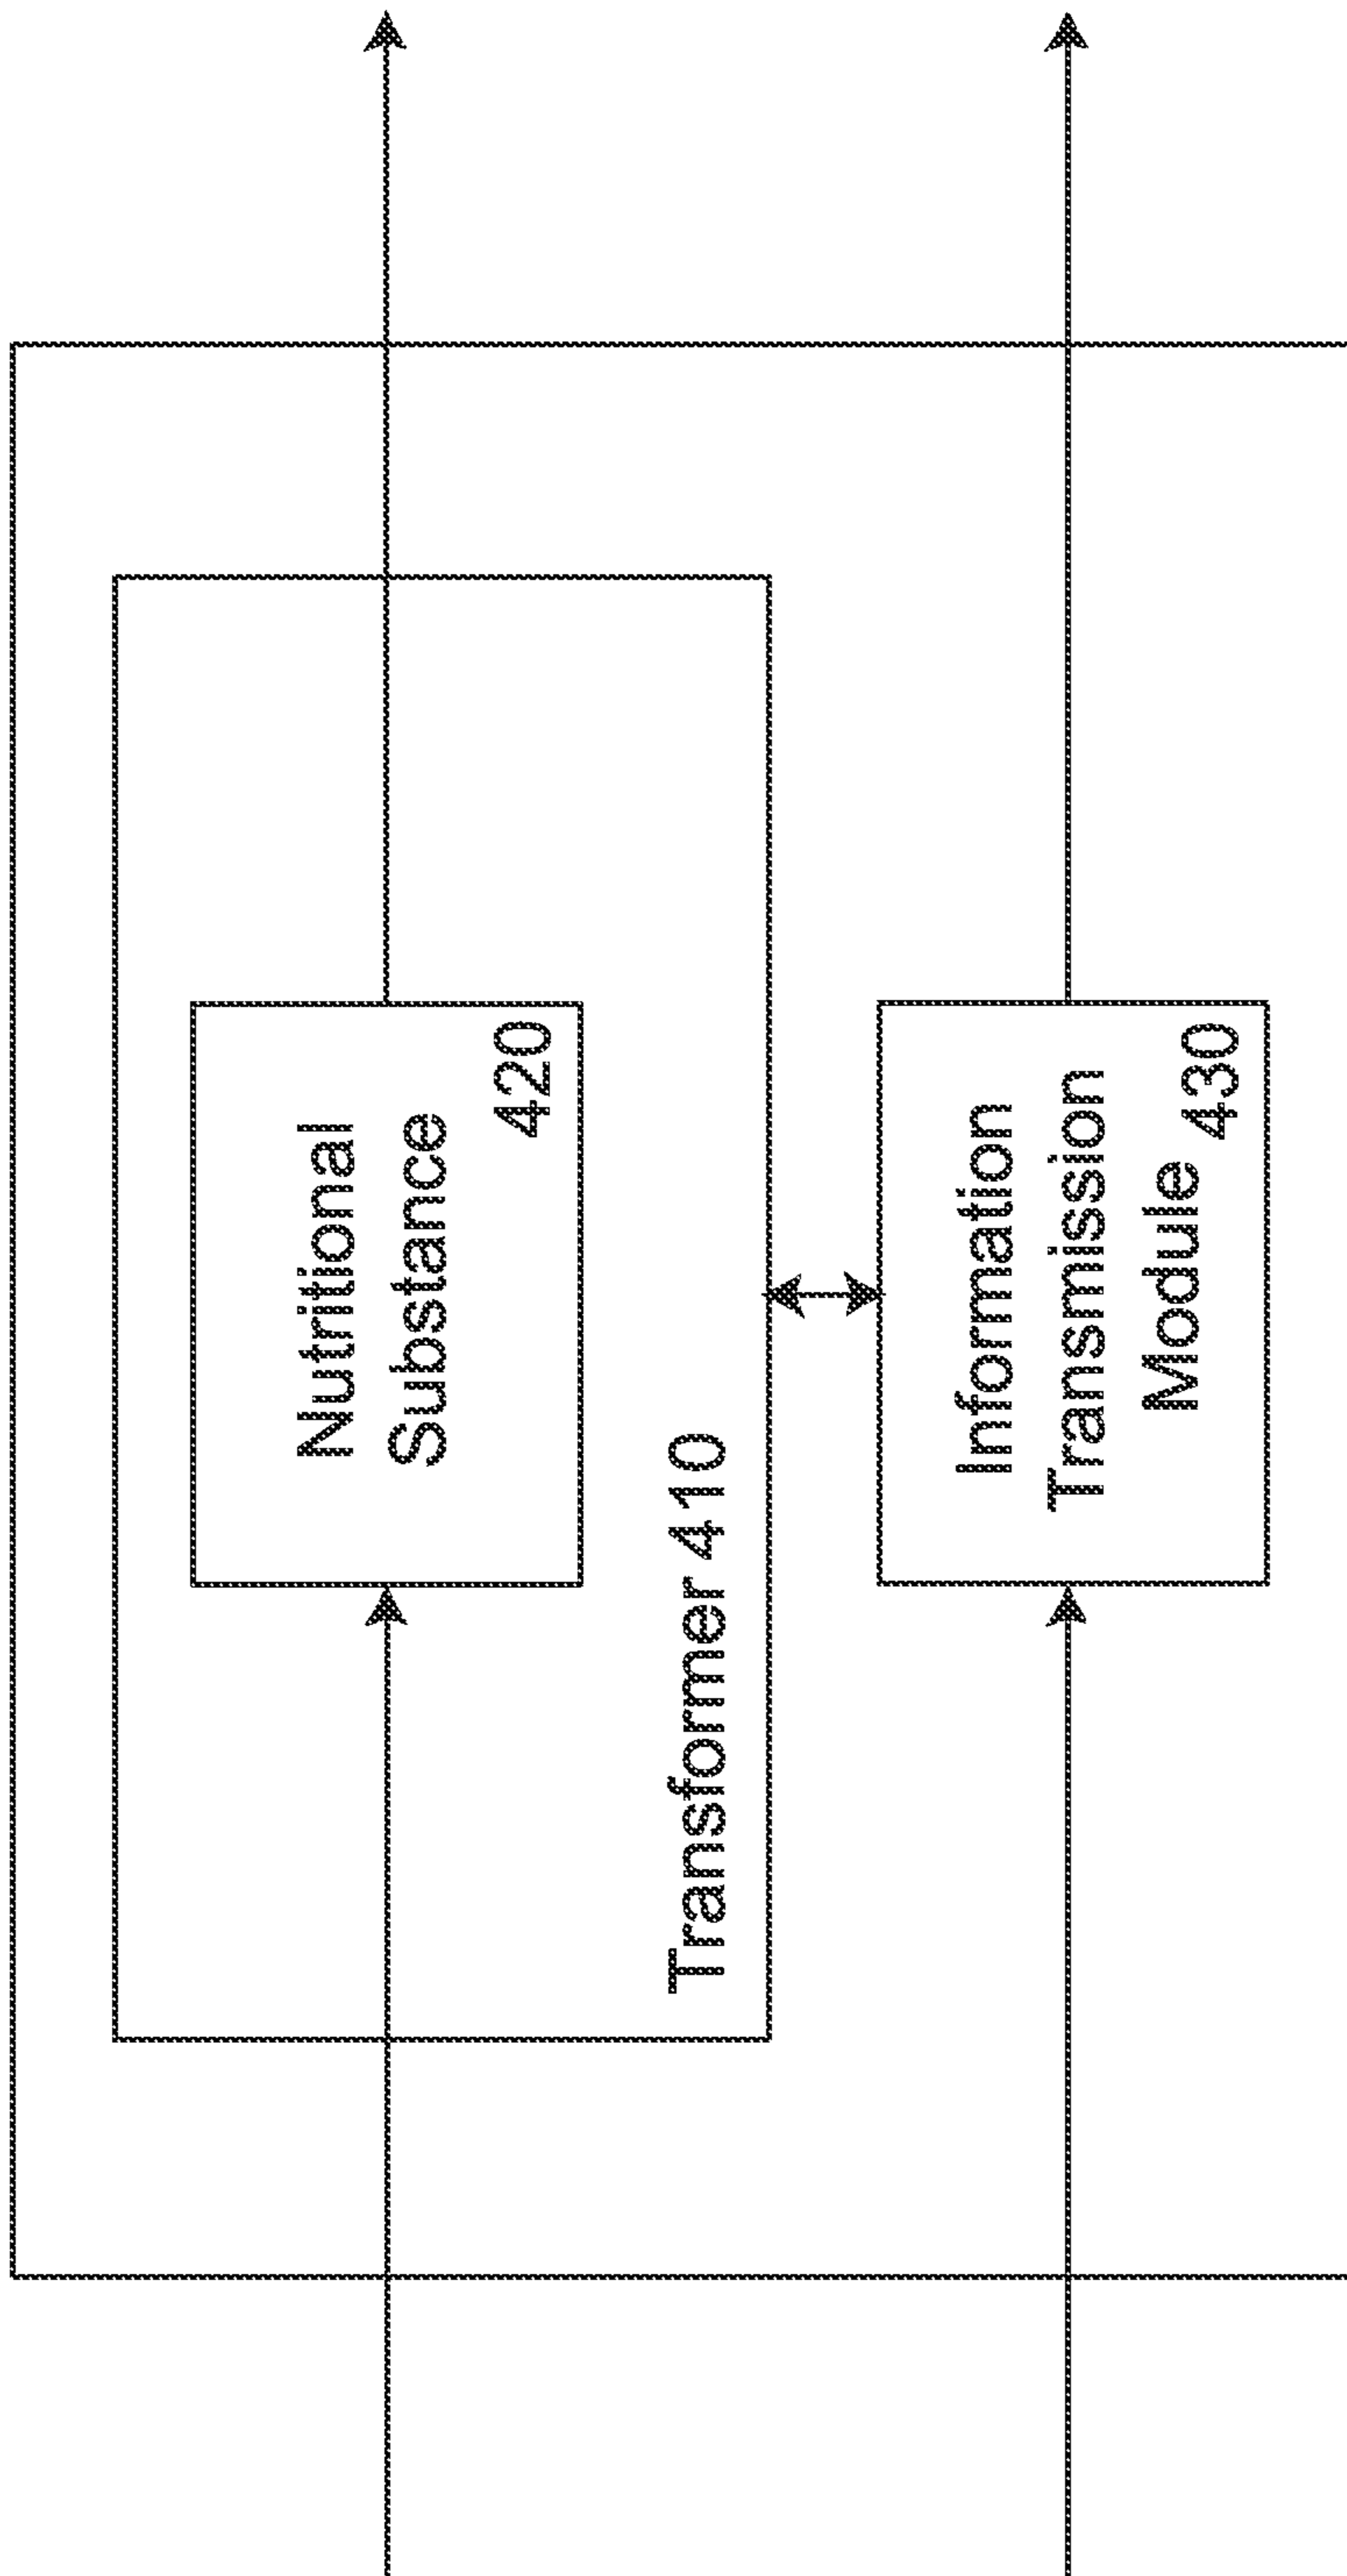 Nutritional
Substance
420
Transformer 410
Information
Transmission
Module 430